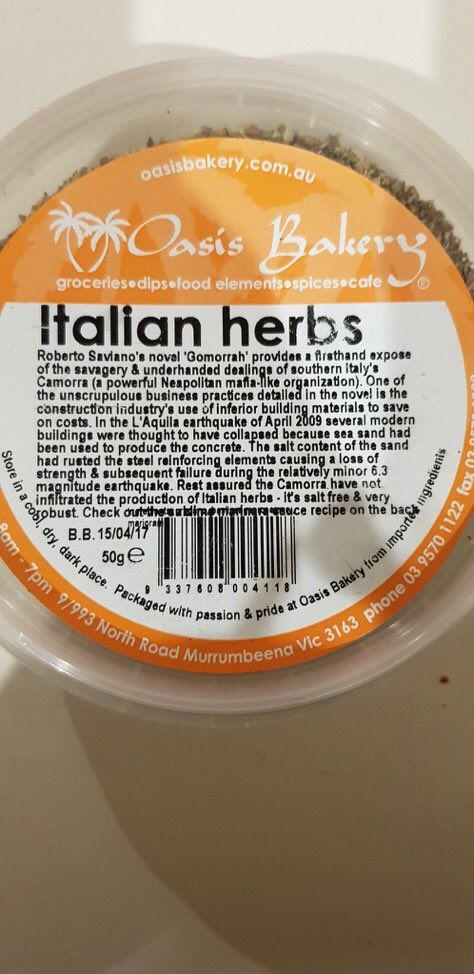 oasisbakery.com.au
Oasis Bakery
groceries•dips•food elements•spices•cafe ©
Italian herbs
Roberto Saviano's novel 'Gomorrah' provides a firsthand expose
of the savagery & underhanded dealings of southern Italy's
Camorra (a powerful Neapolitan mafia-like organization). One of
the unscrupulous business practices detailed in the novel is the
construction industry's use of inferior building materials to save
on costs. In the L'Aquila earthquake of April 2009 several modern
buildings were thought to have collapsed because sea sand had
been used to produce the concrete. The salt content of the sand
had rusted the steel reinforcing elements causing a loss of
strength & subsequent failure during the relatively minor 6.3
magnitude earthquake. Rest assured the Camorra have not
infiltrated the production of Italian herbs - it's salt free & very
robust. Check out the sauce recipe on the back
B.B. 15/04/17
50g e
9 337608 004118
Store in a cool, dry, dark place. Packaged with passion & pride at Oasis Bakery from imported ingredients
8am - 7pm 9/993 North Road Murrumbeena Vic 3163 phone 03 9570 1122 fax 03